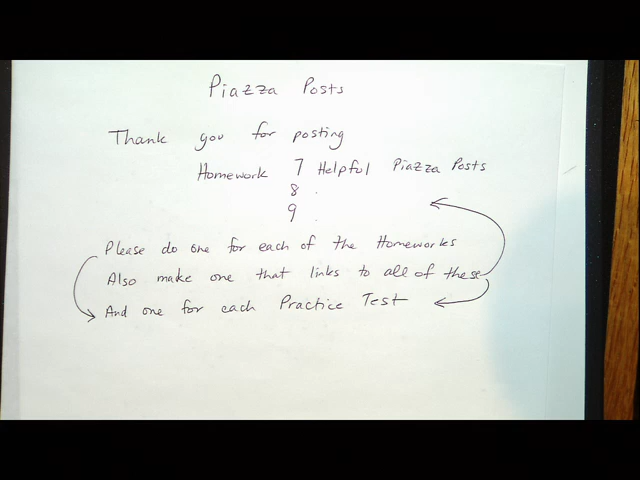 Piazza Posts
Thank you for posting
Homework 7 Helpful Piazza Posts
8 .
9 .
Please do one for each of the Homeworks
Also make one that links to all of these
And one for each Practice Test